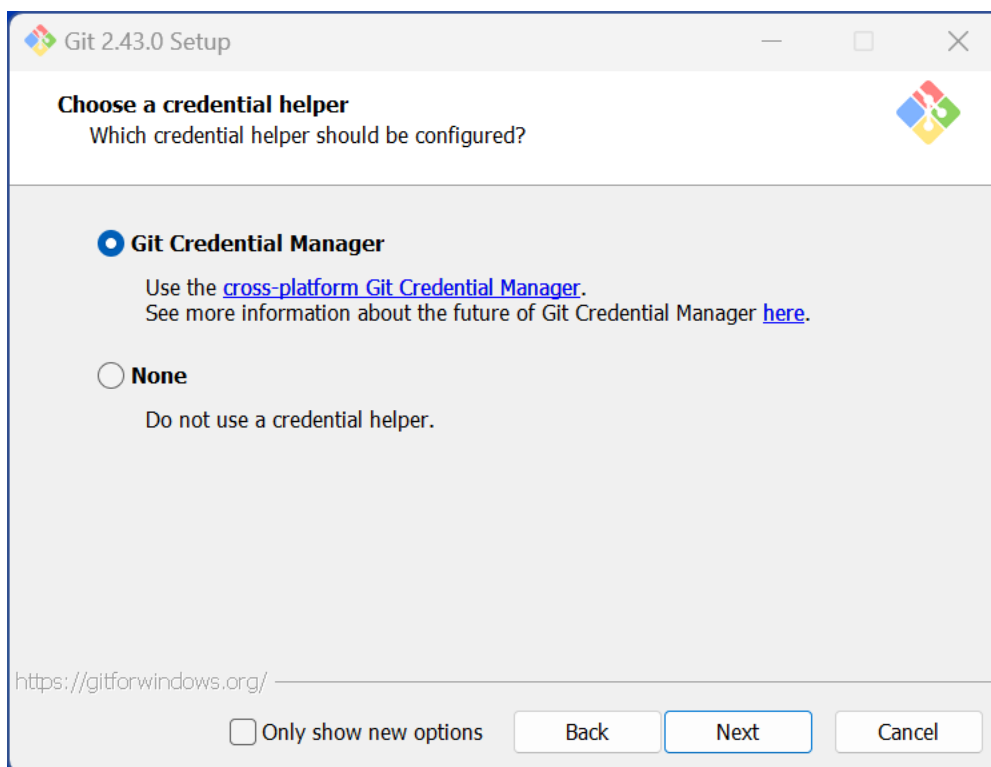 Git 2.43.0 Setup
Choose a credential helper
Which credential helper should be configured?
Git Credential Manager
Use the cross-platform Git Credential Manager.
See more information about the future of Git Credential Manager here.
None
Do not use a credential helper.
https://gitforwindows.org/
Only show new options Back Next Cancel